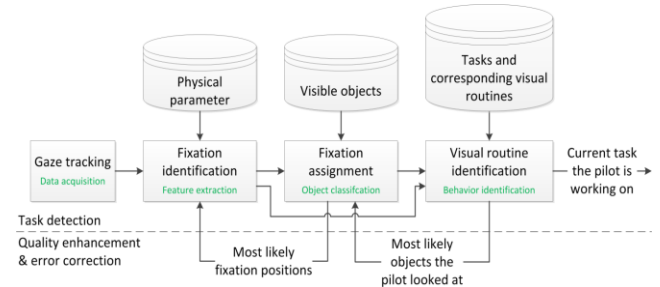 Physical
parameter
Visible objects
Tasks and
corresponding visual
routines
Gaze tracking
Data acquisition
Fixation
identification
Feature extraction
Fixation
assignment
Object classifcation
Visual routine
identification
Behavior identification
Current task
the pilot is
working on
Task detection
Quality enhancement
& error correction
Most likely
fixation positions
Most likely
objects the
pilot looked at